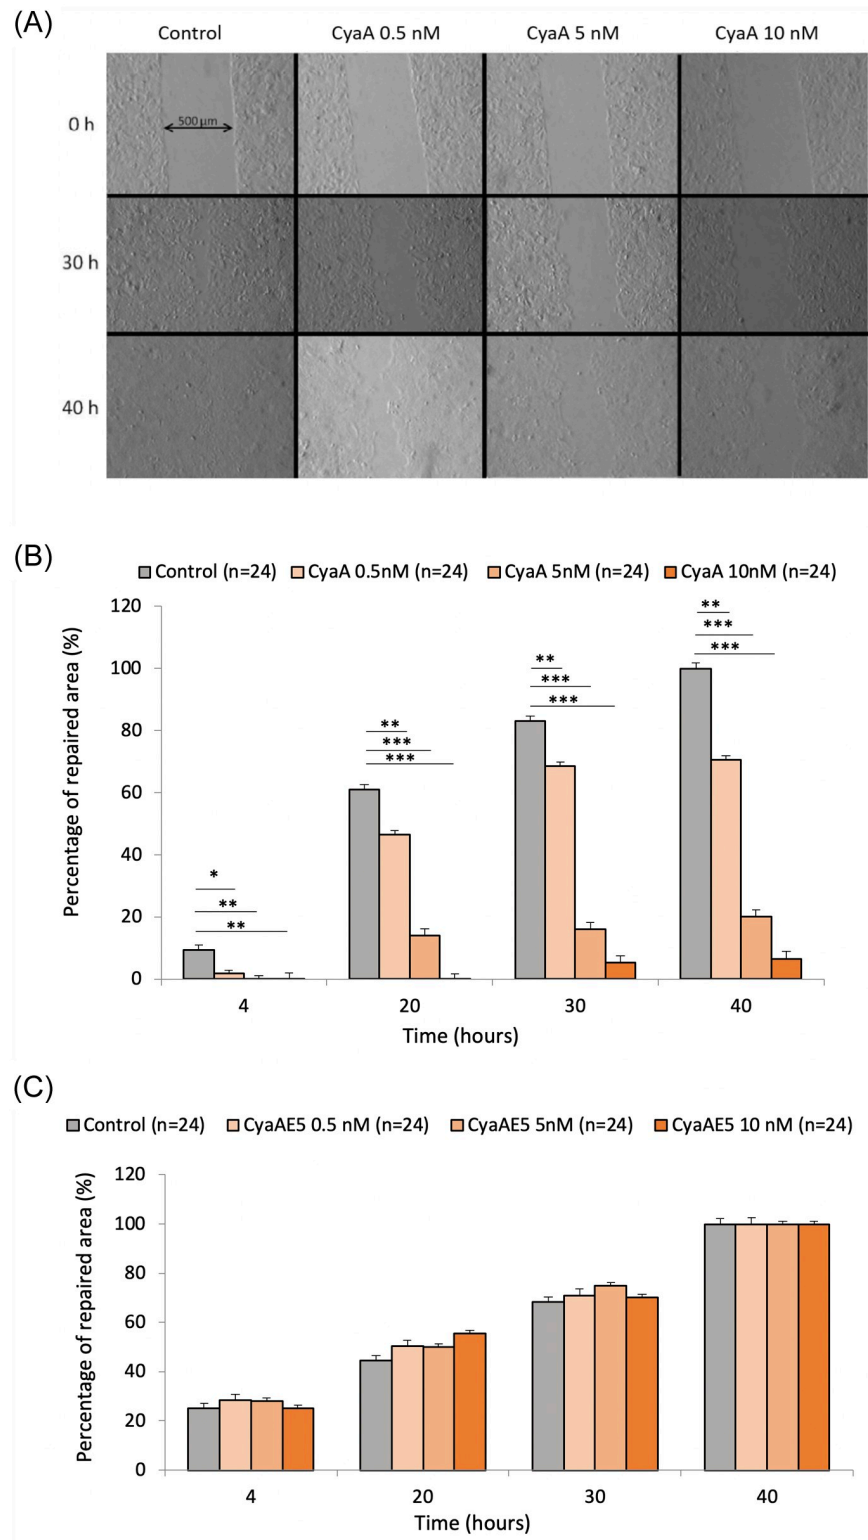 (A)
Control CyaA 0.5 nM CyaA 5 nM CyaA 10 nM
0 h
500 µm
30 h
40 h
(B)
Control (n=24) CyaA 0.5nM (n=24) CyaA 5nM (n=24) CyaA 10nM (n=24)
Percentage of repaired area (%)
120
100
80
60
40
20
0
*
**
**
**
***
***
**
***
***
**
***
***
4 20 30 40
Time (hours)
(C)
Control (n=24) CyaAE5 0.5 nM (n=24) CyaAE5 5nM (n=24) CyaAE5 10 nM (n=24)
Percentage of repaired area (%)
120
100
80
60
40
20
0
4 20 30 40
Time (hours)